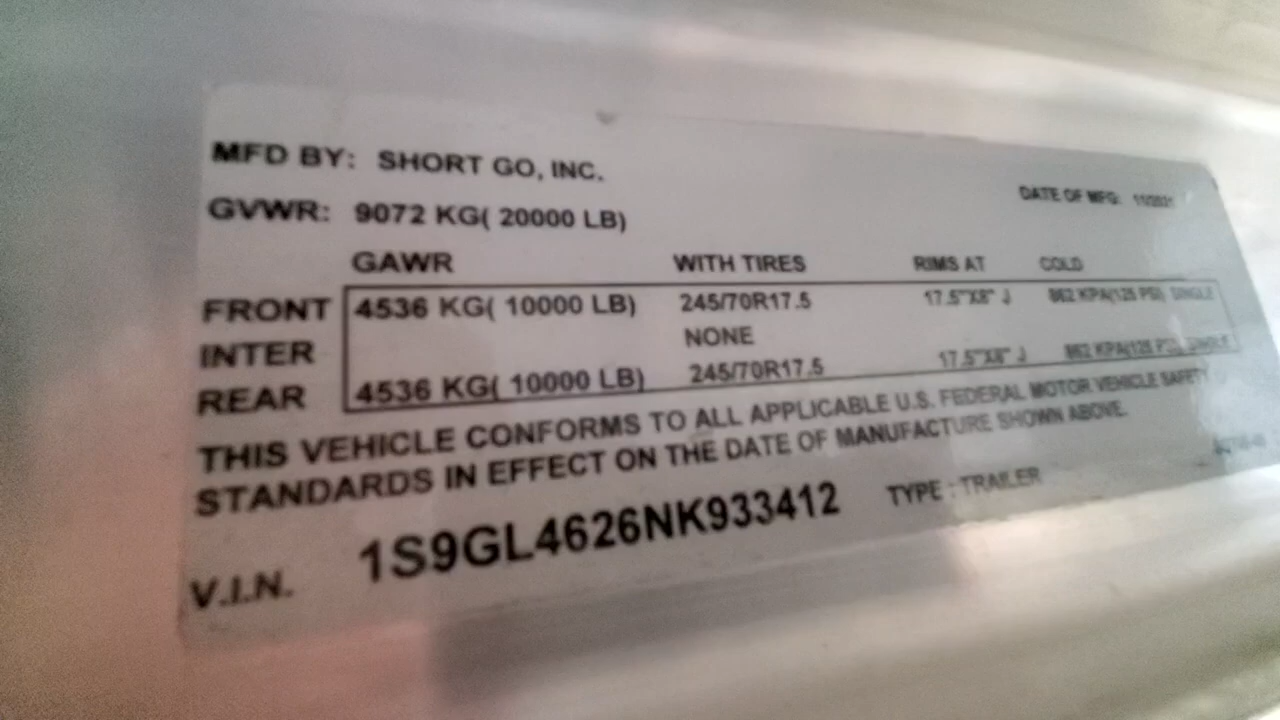 MFD BY: SHORT GO, INC.
GVWR: 9072 KG( 20000 LB) DATE OF MFG: 11/2021
GAWR WITH TIRES RIMS AT COLD
FRONT 4536 KG( 10000 LB) 245/70R17.5 17.5"X8" J 862 KPA(125 PSI) SINGLE
INTER NONE
REAR 4536 KG( 10000 LB) 245/70R17.5 17.5"X8" J 862 KPA(125 PSI) SINGLE
THIS VEHICLE CONFORMS TO ALL APPLICABLE U.S. FEDERAL MOTOR VEHICLE SAFETY
STANDARDS IN EFFECT ON THE DATE OF MANUFACTURE SHOWN ABOVE.
V.I.N. 1S9GL4626NK933412 TYPE : TRAILER